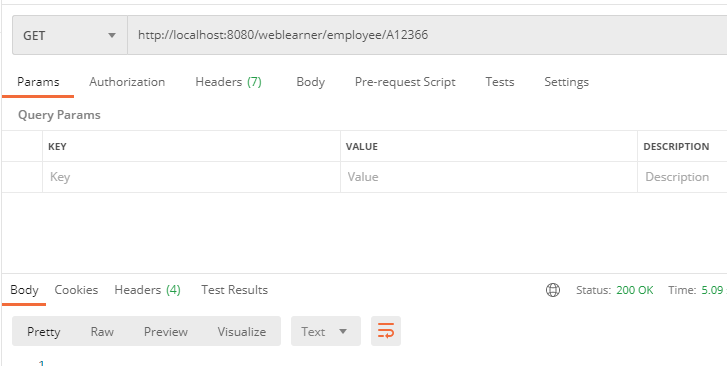 GET http://localhost:8080/weblearner/employee/A12366
Params Authorization Headers (7) Body Pre-request Script Tests Settings
Query Params
KEY VALUE DESCRIPTION
Key Value Description
Body Cookies Headers (4) Test Results Status: 200 OK Time: 5.09
Pretty Raw Preview Visualize Text
1